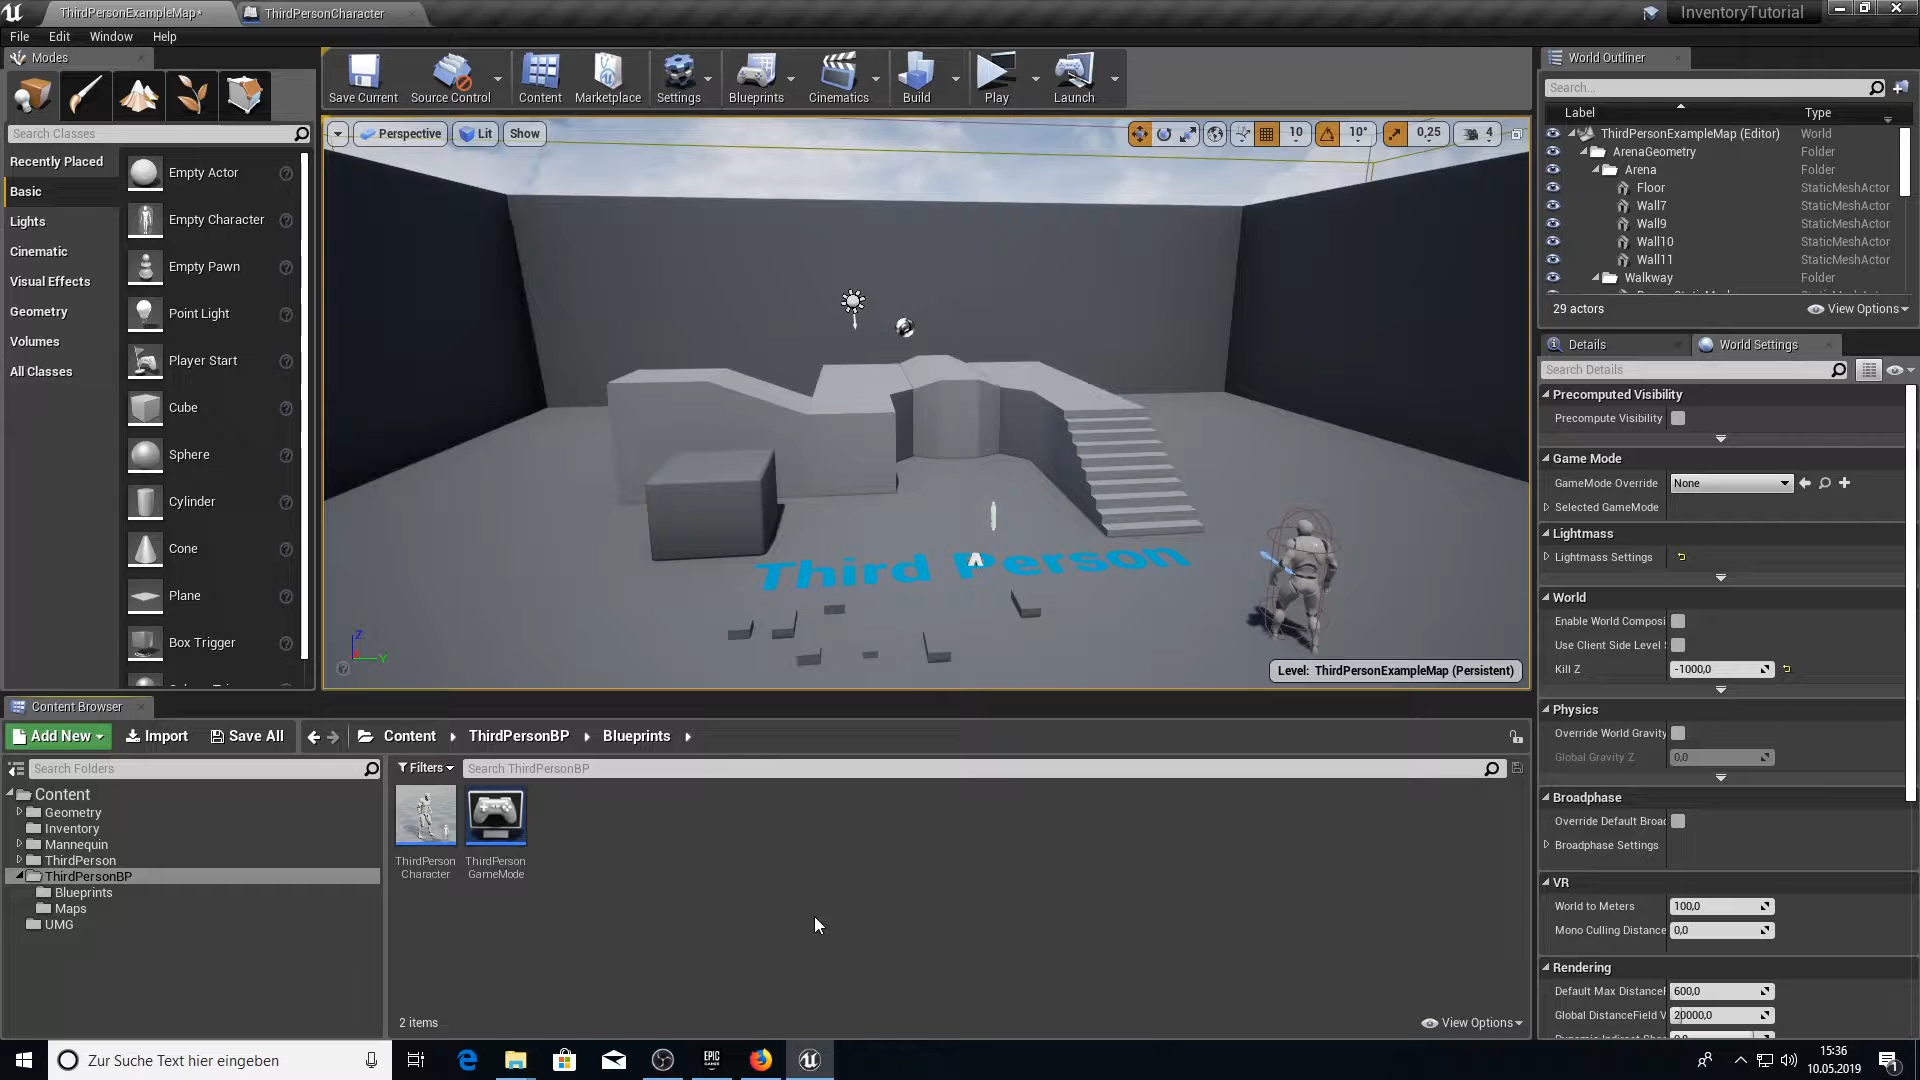 ThirdPersonExampleMap*
ThirdPersonCharacter
InventoryTutorial
File Edit Window Help
Modes
Save Current
Source Control
Content
Marketplace
Settings
Blueprints
Cinematics
Build
Play
Launch
Search Classes
Recently Placed
Basic
Lights
Cinematic
Visual Effects
Geometry
Volumes
All Classes
Empty Actor
Empty Character
Empty Pawn
Point Light
Player Start
Cube
Sphere
Cylinder
Cone
Plane
Box Trigger
Perspective Lit Show
10 10° 0,25 4
Third Person
Z
Y
Level: ThirdPersonExampleMap (Persistent)
World Outliner
Search...
Label Type
ThirdPersonExampleMap (Editor) World
ArenaGeometry Folder
Arena Folder
Floor StaticMeshActor
Wall7 StaticMeshActor
Wall9 StaticMeshActor
Wall10 StaticMeshActor
Wall11 StaticMeshActor
Walkway Folder
29 actors View Options
Details World Settings
Search Details
Precomputed Visibility
Precompute Visibility
Game Mode
GameMode Override None
Selected GameMode
Lightmass
Lightmass Settings
World
Enable World Composi
Use Client Side Level
Kill Z -1000,0
Physics
Override World Gravity
Global Gravity Z 0,0
Broadphase
Override Default Broad
Broadphase Settings
VR
World to Meters 100,0
Mono Culling Distance 0,0
Rendering
Default Max DistanceF 600,0
Global DistanceField V 20000,0
Content Browser
Add New Import Save All Content ThirdPersonBP Blueprints
Search Folders
Filters Search ThirdPersonBP
Content
Geometry
Inventory
Mannequin
ThirdPerson
ThirdPersonBP
Blueprints
Maps
UMG
ThirdPerson
Character
ThirdPerson
GameMode
2 items View Options
Zur Suche Text hier eingeben
EPIC
GAMES
15:36
10.05.2019
1